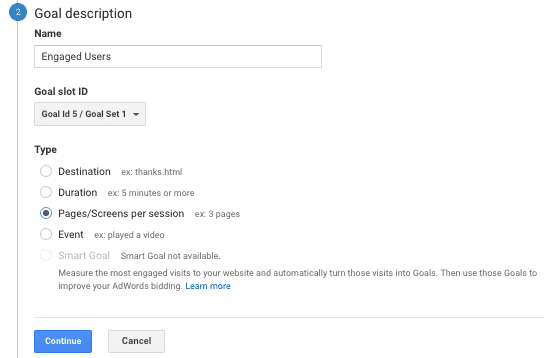 2 Goal description
Name
Engaged Users
Goal slot ID
Goal Id 5 / Goal Set 1
Type
Destination ex: thanks.html
Duration ex: 5 minutes or more
Pages/Screens per session ex: 3 pages
Event ex: played a video
Smart Goal Smart Goal not available.
Measure the most engaged visits to your website and automatically turn those visits into Goals. Then use those Goals to
improve your AdWords bidding. Learn more
Continue Cancel